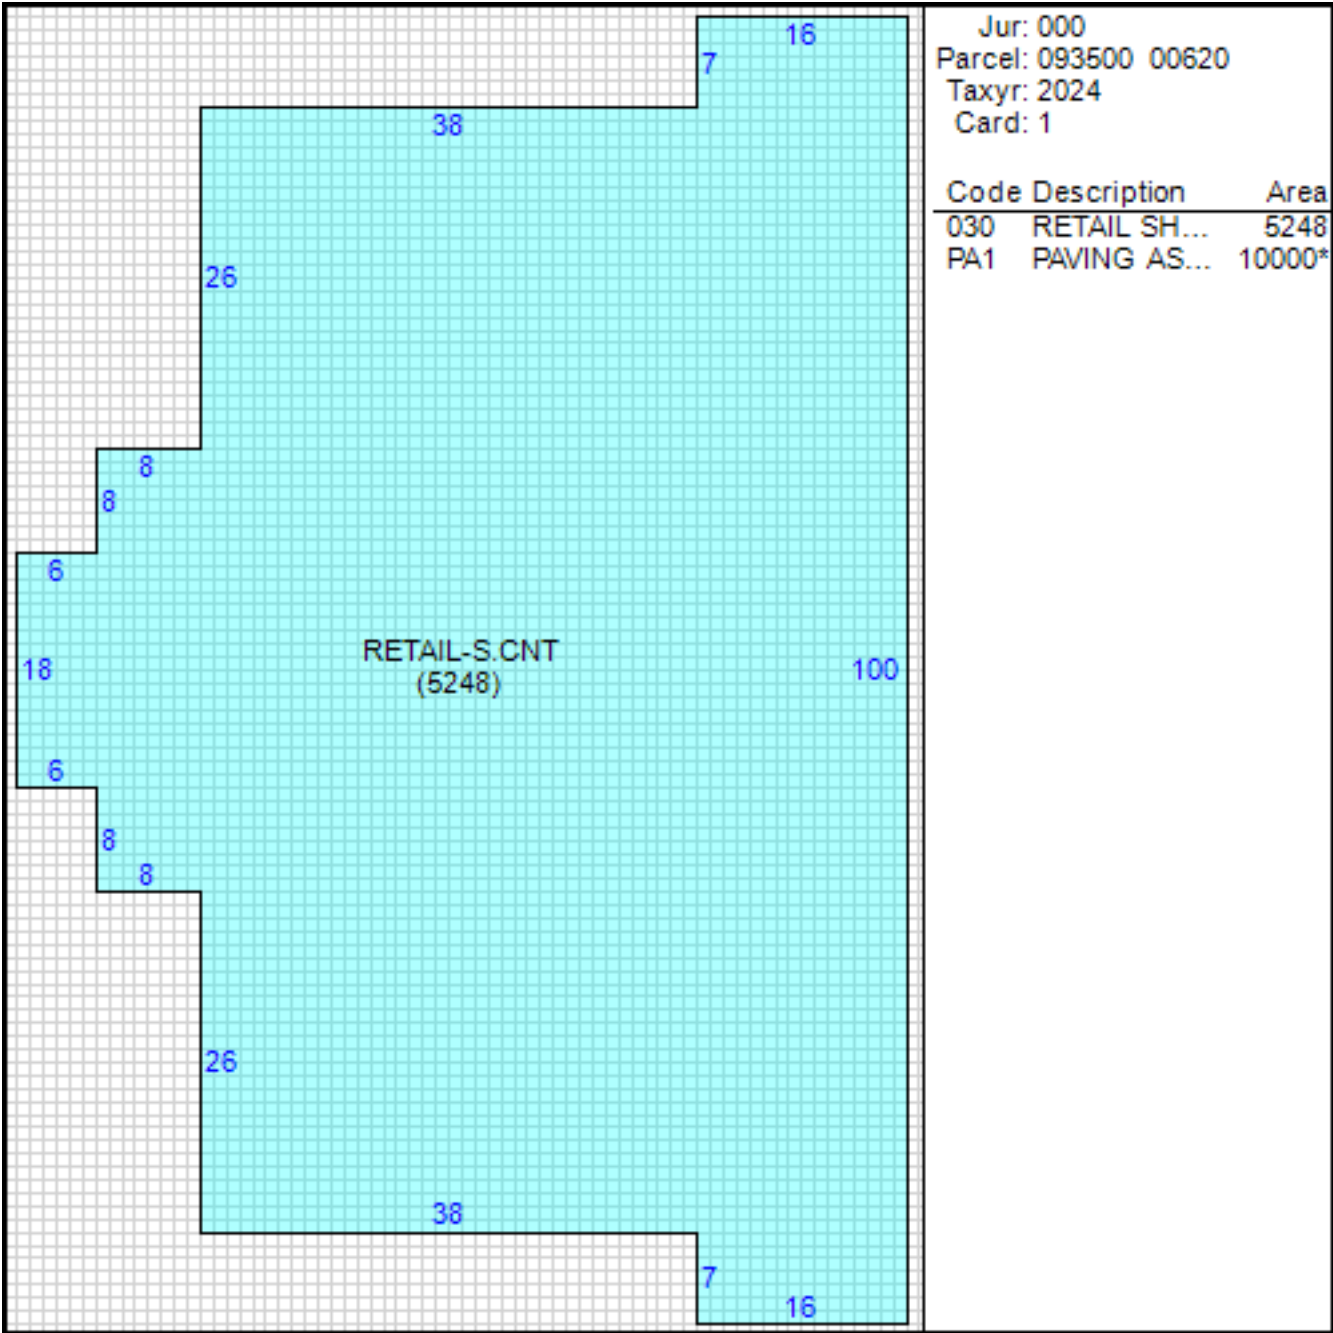 Jur: 000
Parcel: 093500 00620
Taxyr: 2024
Card: 1
Code Description Area
030 RETAIL SH... 5248
PA1 PAVING AS... 10000*
16
7
38
26
8
8
6
18
RETAIL-S.CNT
(5248)
100
6
8
8
26
38
7
16